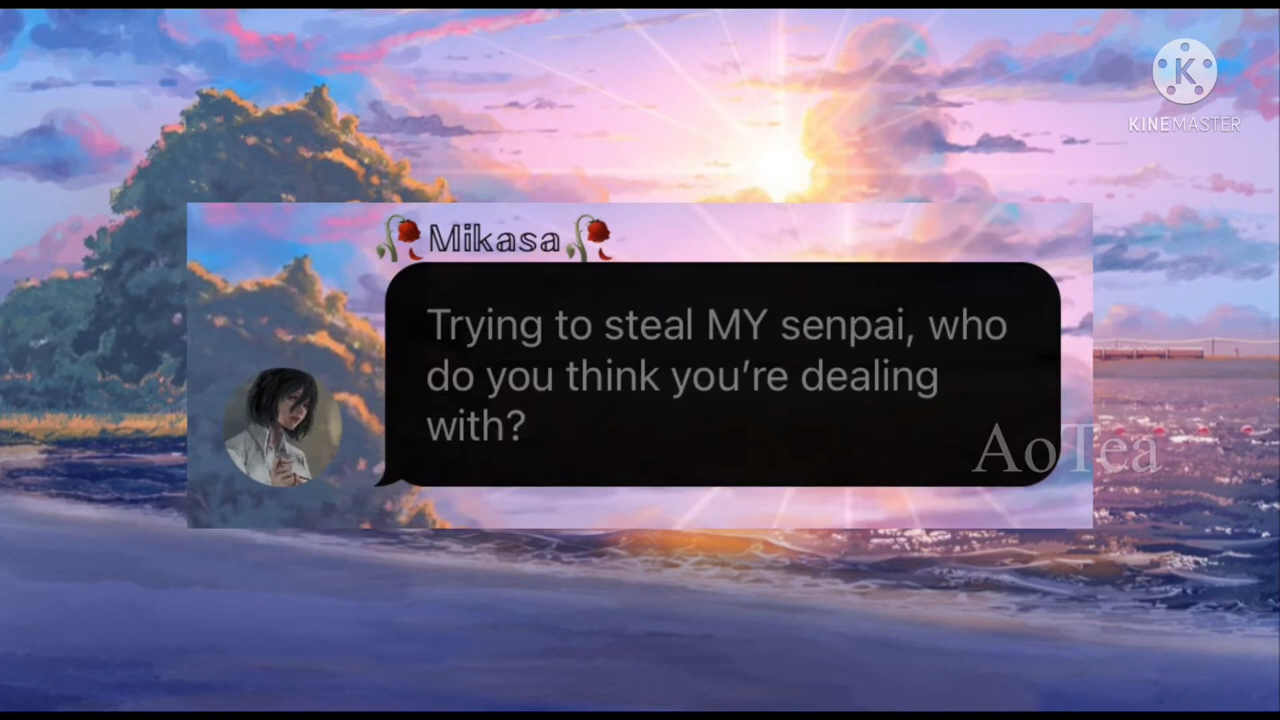 K
KINEMASTER
🥀Mikasa🥀
Trying to steal MY senpai, who
do you think you’re dealing
with?
AoTea